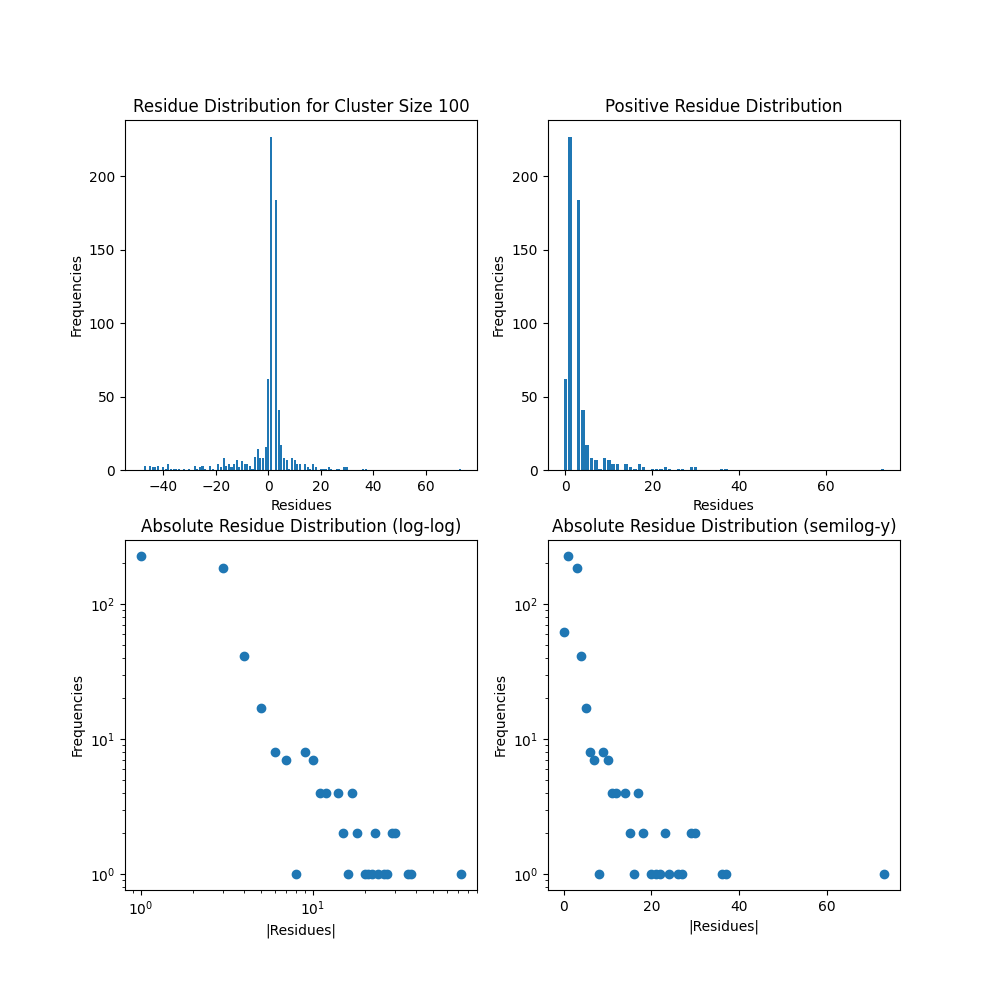 Residue Distribution for Cluster Size 100
Frequencies
200
150
100
50
0
−40 −20 0 20 40 60
Residues
Positive Residue Distribution
Frequencies
200
150
100
50
0
0 20 40 60
Residues
Absolute Residue Distribution (log-log)
Frequencies
10²
10¹
10⁰
10⁰ 10¹
|Residues|
Absolute Residue Distribution (semilog-y)
Frequencies
10²
10¹
10⁰
0 20 40 60
|Residues|